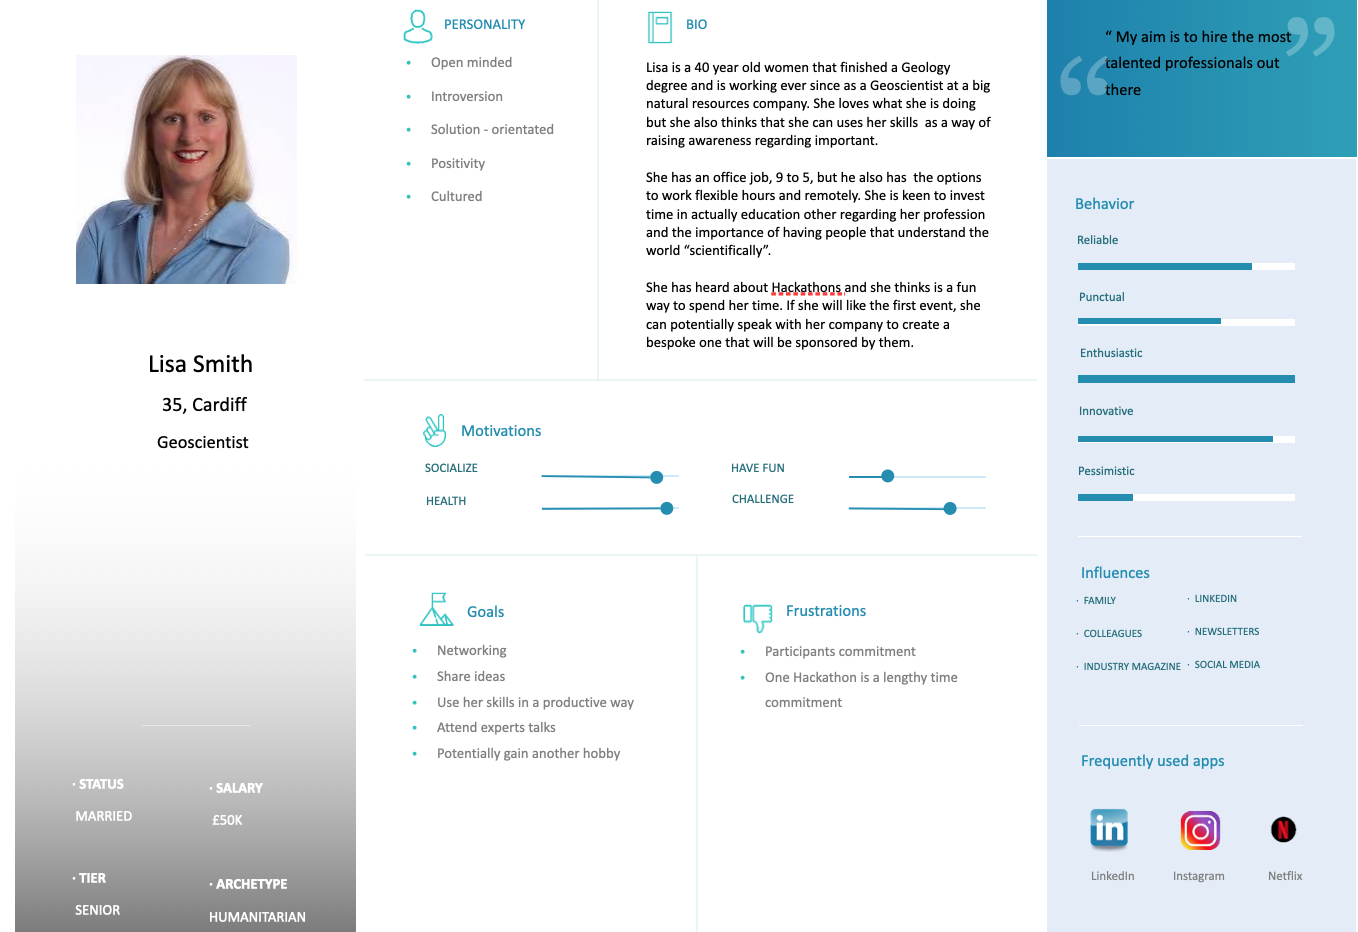 Lisa Smith
35, Cardiff
Geoscientist
· STATUS
MARRIED
· SALARY
£50K
· TIER
SENIOR
· ARCHETYPE
HUMANITARIAN
PERSONALITY
• Open minded
• Introversion
• Solution - orientated
• Positivity
• Cultured
BIO
Lisa is a 40 year old women that finished a Geology
degree and is working ever since as a Geoscientist at a big
natural resources company. She loves what she is doing
but she also thinks that she can uses her skills  as a way of
raising awareness regarding important.
She has an office job, 9 to 5, but he also has  the options
to work flexible hours and remotely. She is keen to invest
time in actually education other regarding her profession
and the importance of having people that understand the
world “scientifically”.
She has heard about Hackathons and she thinks is a fun
way to spend her time. If she will like the first event, she
can potentially speak with her company to create a
bespoke one that will be sponsored by them.
Motivations
SOCIALIZE
HEALTH
HAVE FUN
CHALLENGE
Goals
• Networking
• Share ideas
• Use her skills in a productive way
• Attend experts talks
• Potentially gain another hobby
Frustrations
• Participants commitment
• One Hackathon is a lengthy time
commitment
“ My aim is to hire the most
talented professionals out
there
Behavior
Reliable
Punctual
Enthusiastic
Innovative
Pessimistic
Influences
· FAMILY
· COLLEAGUES
· INDUSTRY MAGAZINE
· LINKEDIN
· NEWSLETTERS
· SOCIAL MEDIA
Frequently used apps
in
N
LinkedIn
Instagram
Netflix